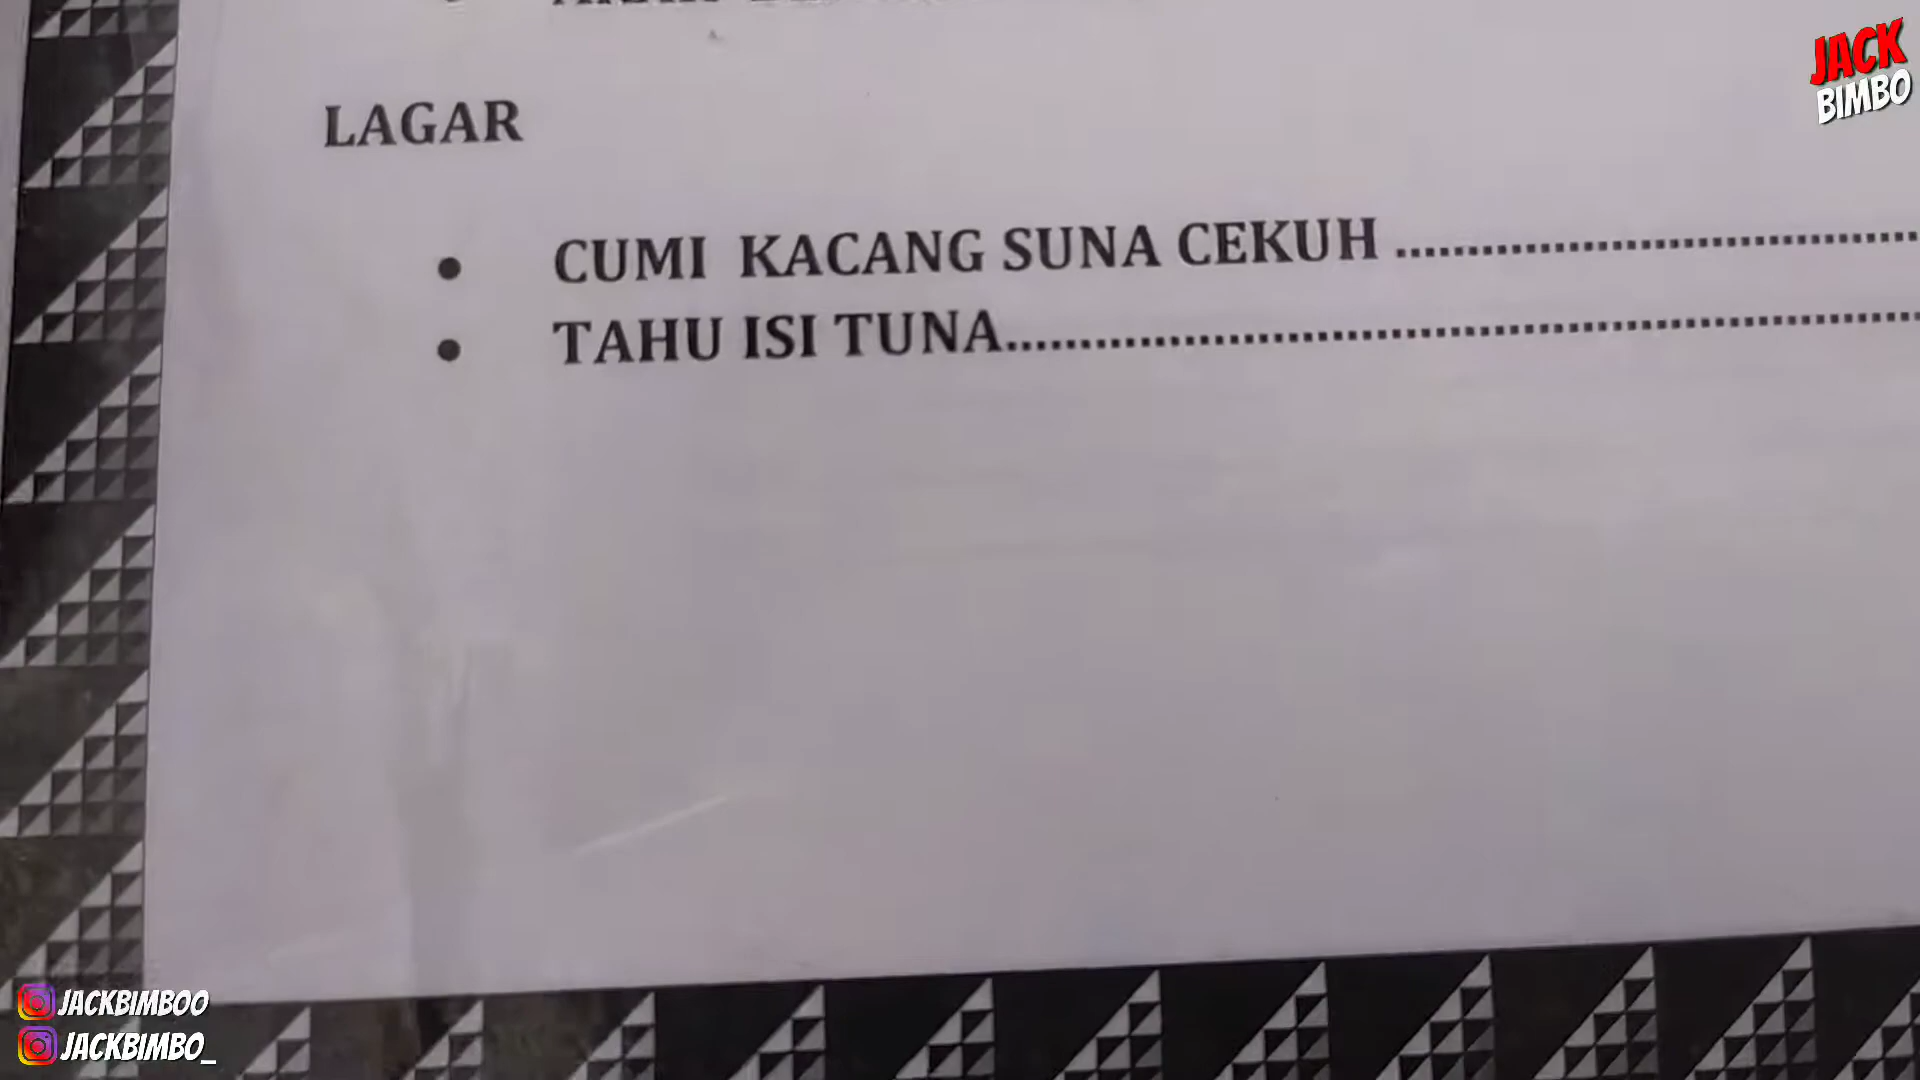 JACK
BIMBO
LAGAR
• CUMI KACANG SUNA CEKUH ................................
• TAHU ISI TUNA................................................
JACKBIMBOO
JACKBIMBO_